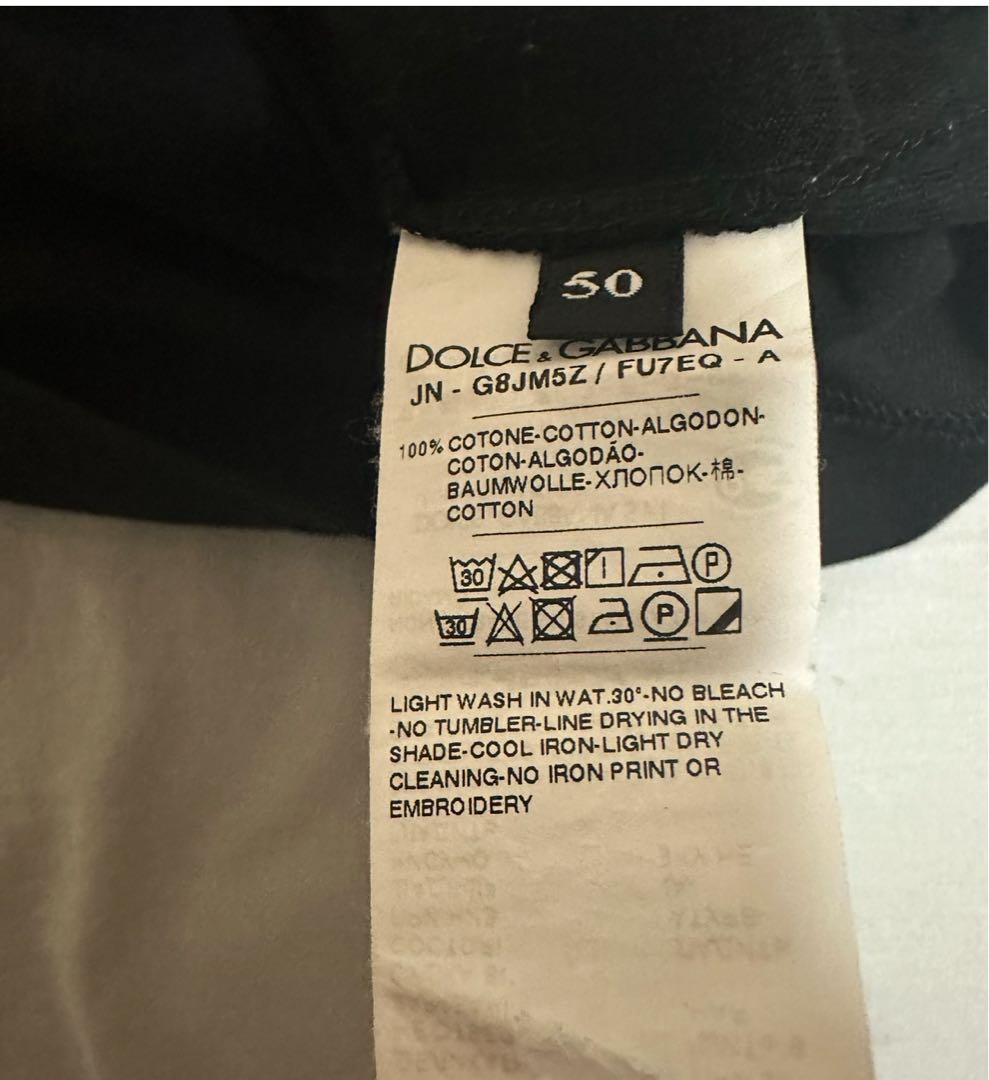 50
DOLCE & GABBANA
JN - G8JM5Z / FU7EQ - A
100% COTONE-COTTON-ALGODON-
COTON-ALGODÃO-
BAUMWOLLE-ХЛОПОК-棉-
COTTON
30 P
30 P
LIGHT WASH IN WAT.30°-NO BLEACH
-NO TUMBLER-LINE DRYING IN THE
SHADE-COOL IRON-LIGHT DRY
CLEANING-NO IRON PRINT OR
EMBROIDERY